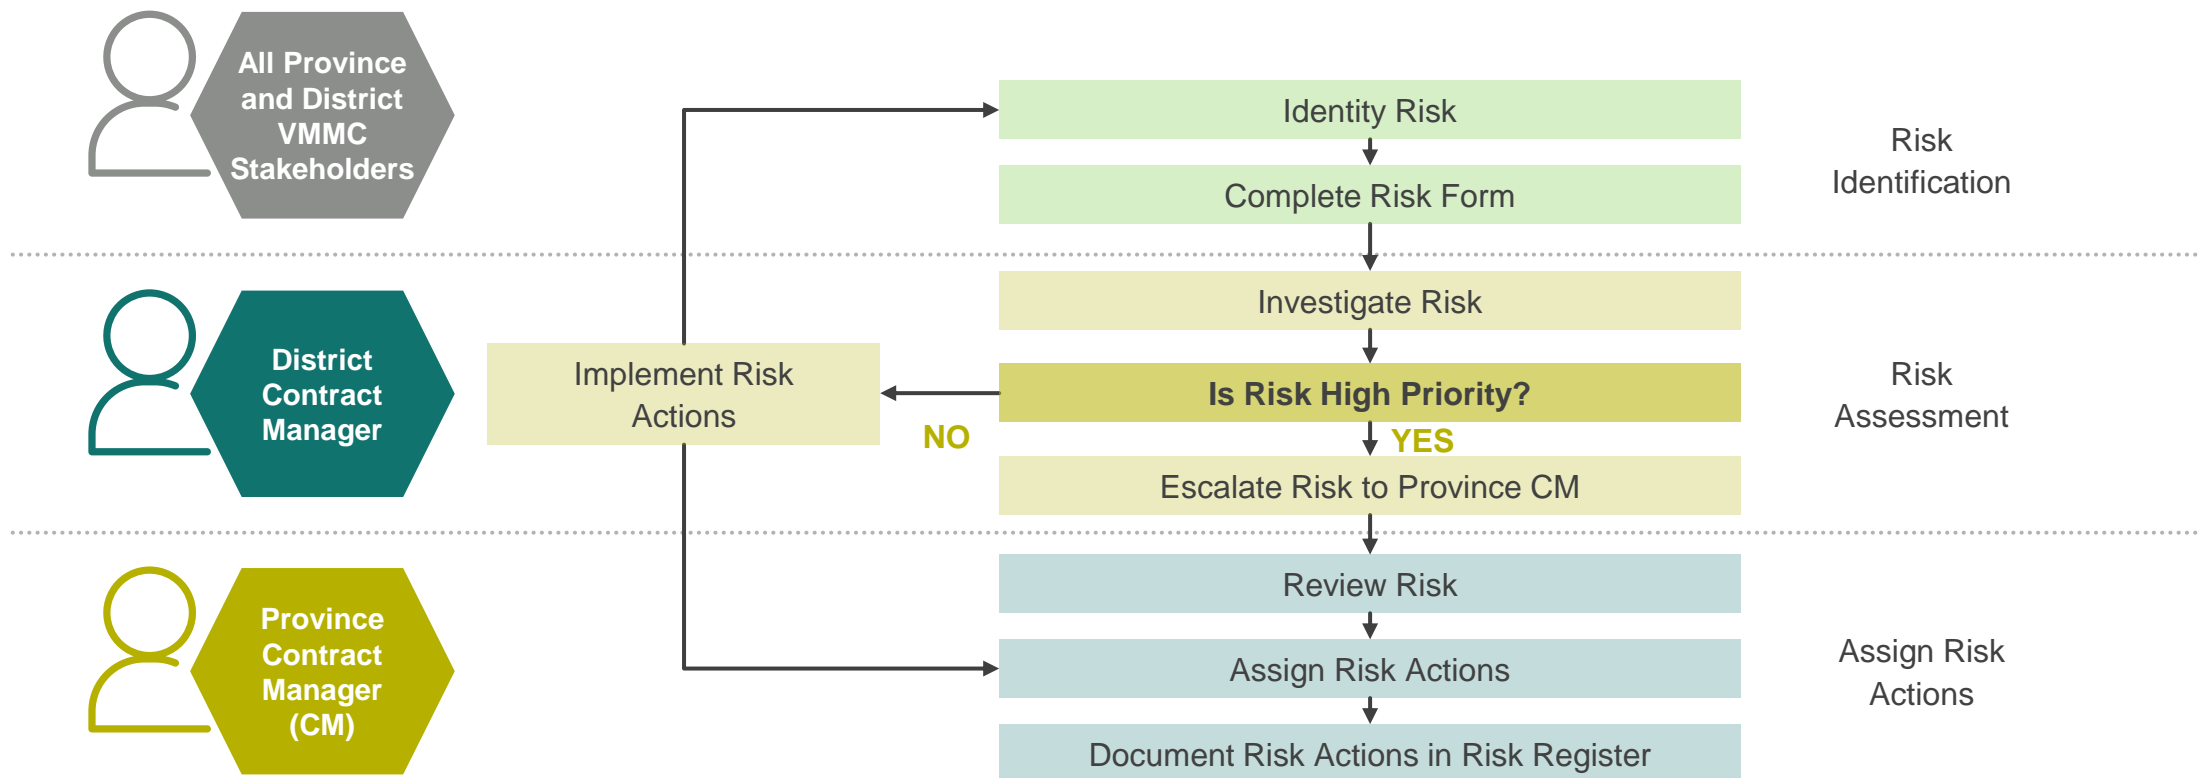 All Province
and District
VMMC
Stakeholders
Identity Risk
Complete Risk Form
Risk
Identification
District
Contract
Manager
Implement Risk
Actions
Investigate Risk
Is Risk High Priority?
NO
YES
Escalate Risk to Province CM
Risk
Assessment
Province
Contract
Manager
(CM)
Review Risk
Assign Risk Actions
Document Risk Actions in Risk Register
Assign Risk
Actions